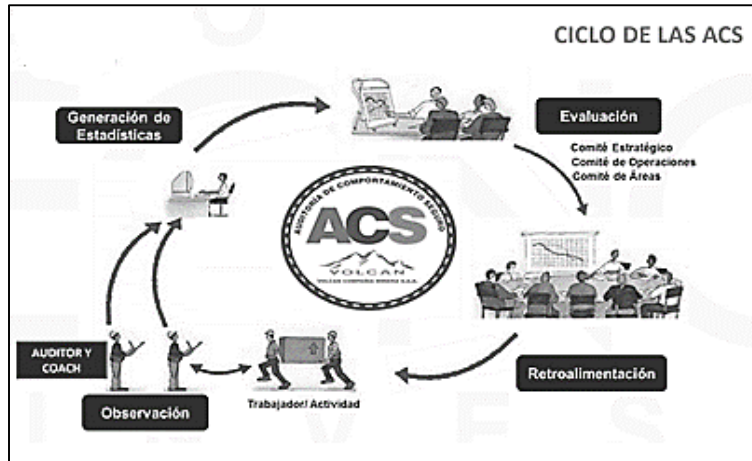 CICLO DE LAS ACS
Generación de
Estadísticas
Evaluación
Comité Estratégico
Comité de Operaciones
Comité de Áreas
AUDITORÍA DE COMPORTAMIENTO SEGURO
ACS
VOLCAN
VOLCAN COMPAÑÍA MINERA S.A.A.
AUDITOR Y
COACH
Observación
Trabajador/ Actividad
Retroalimentación